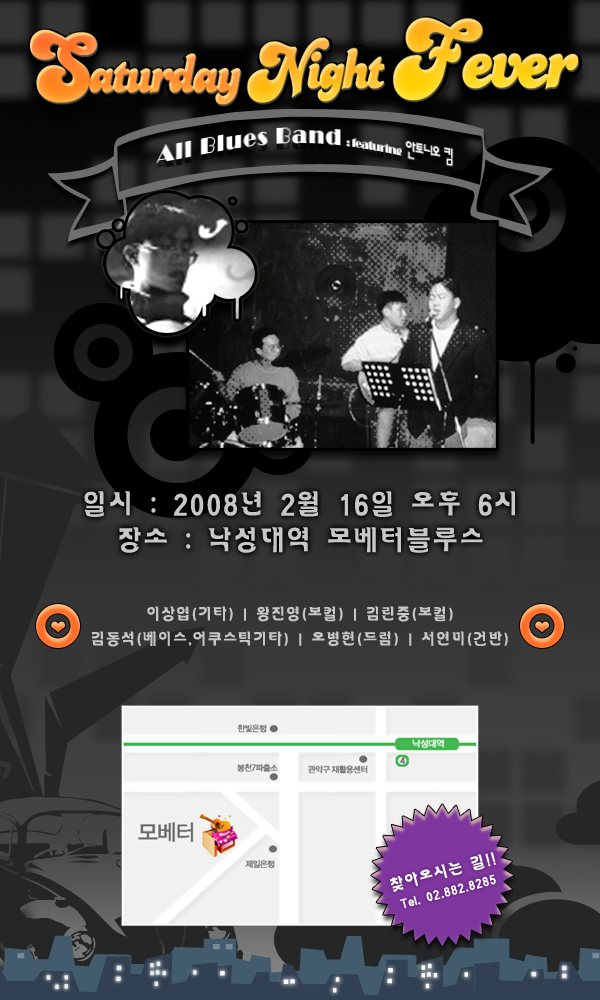 Saturday Night Fever
All Blues Band : featuring 안토니오 킴
일시 : 2008년 2월 16일 오후 6시
장소 : 낙성대역 모베터블루스
이상엽(기타) | 왕진영(보컬) | 김린중(보컬)
김동석(베이스,어쿠스틱기타) | 오병현(드럼) | 서연미(건반)
한빛은행
낙성대역
4
봉천7파출소
관악구 재활용센터
모베터
제일은행
찾아오시는 길!!
Tel. 02.882.8285